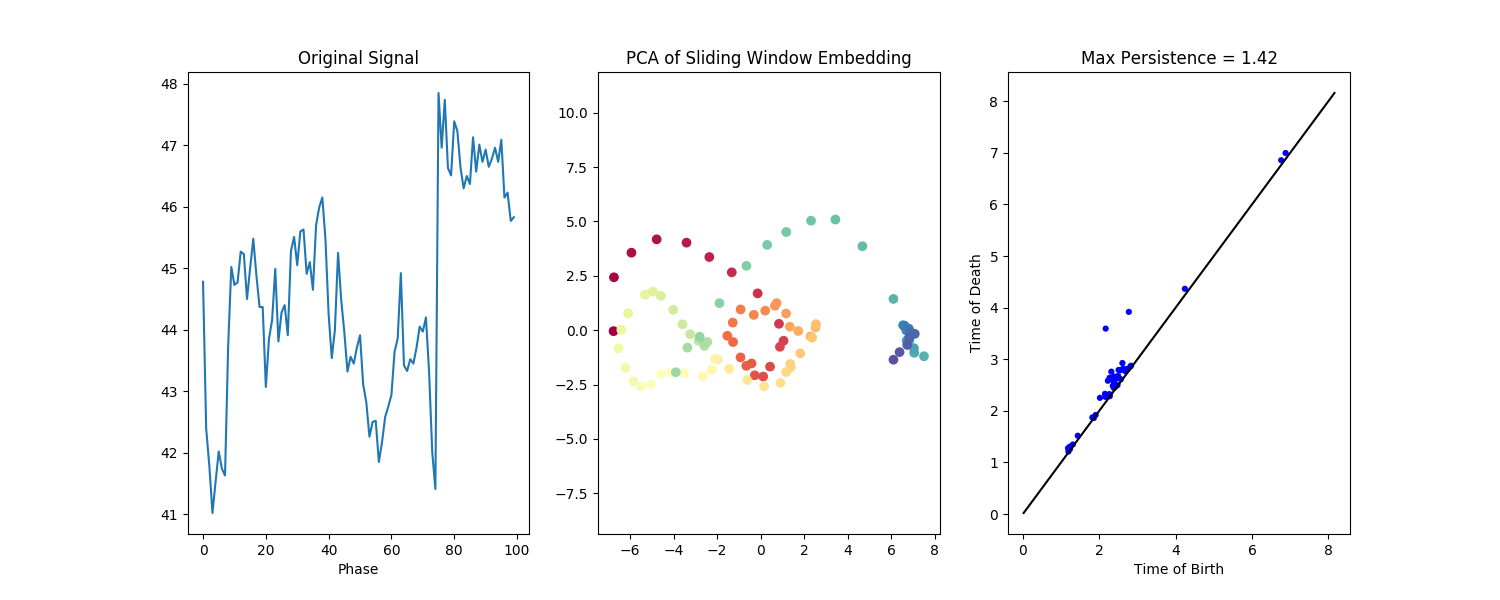 Original Signal
48
47
46
45
44
43
42
41
0 20 40 60 80 100
Phase
PCA of Sliding Window Embedding
10.0
7.5
5.0
2.5
0.0
−2.5
−5.0
−7.5
−6 −4 −2 0 2 4 6 8
Max Persistence = 1.42
Time of Death
8
7
6
5
4
3
2
1
0
0 2 4 6 8
Time of Birth